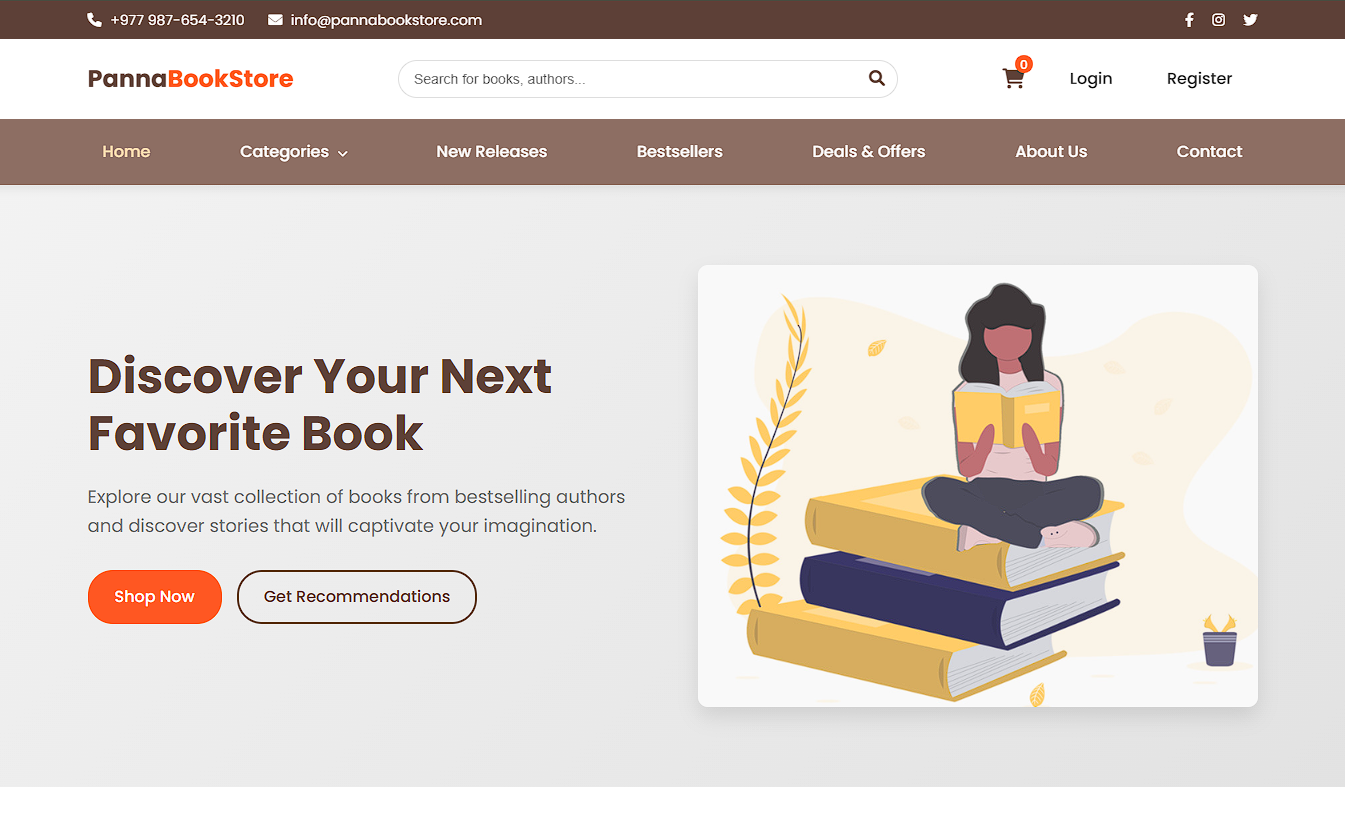 +977 987-654-3210 info@pannabookstore.com
PannaBookStore Search for books, authors... 0 Login Register
Home Categories New Releases Bestsellers Deals & Offers About Us Contact
Discover Your Next
Favorite Book
Explore our vast collection of books from bestselling authors
and discover stories that will captivate your imagination.
Shop Now Get Recommendations